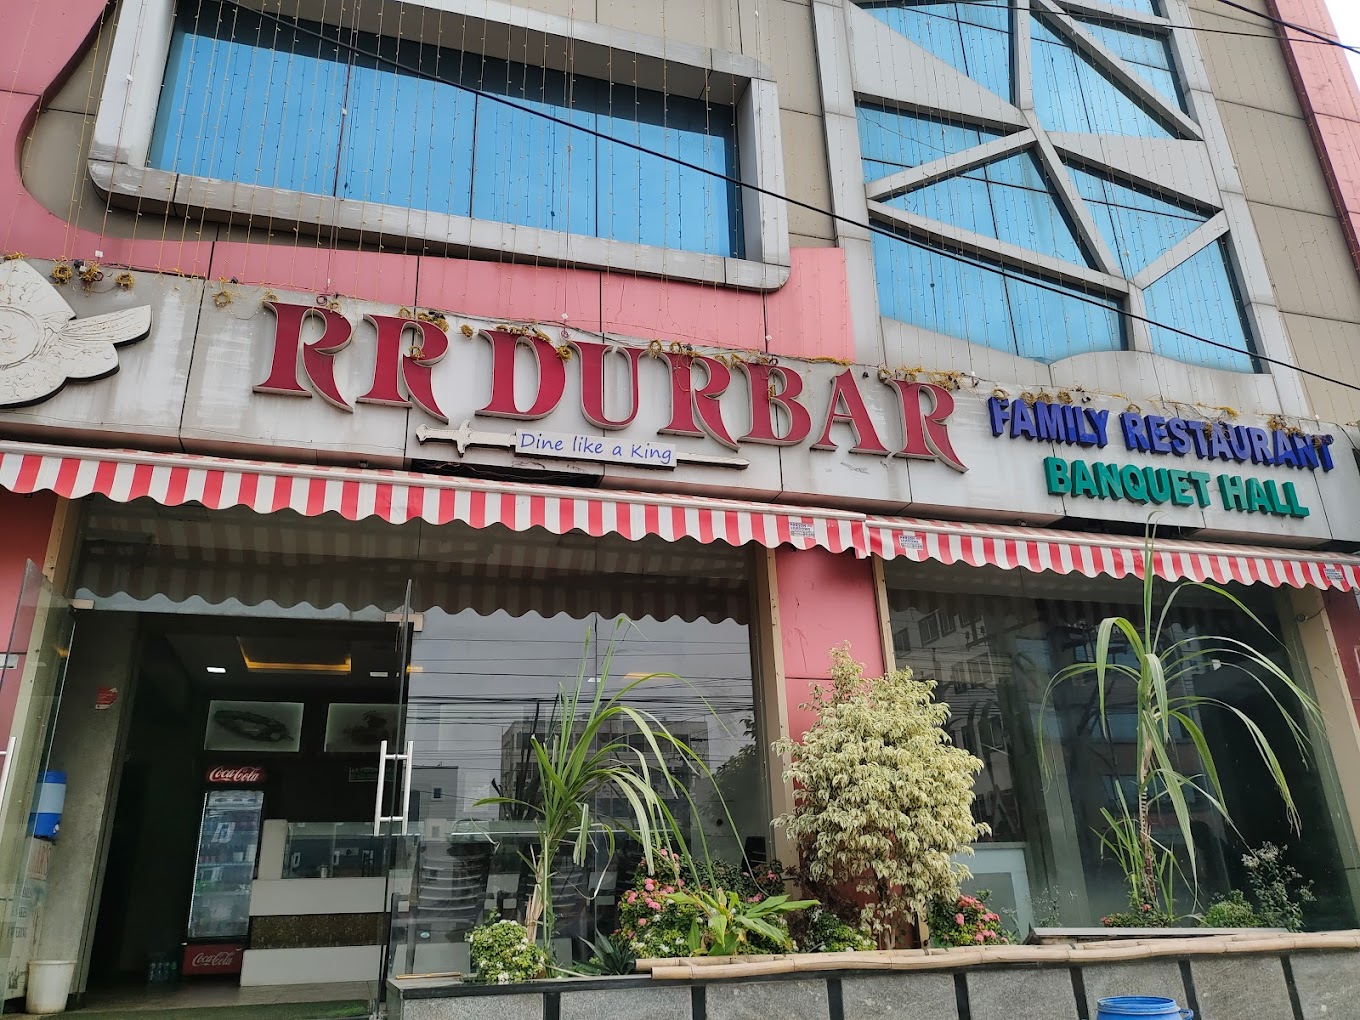 RR DURBAR
Dine like a King
FAMILY RESTAURANT
BANQUET HALL
Coca-Cola
Coca-Cola